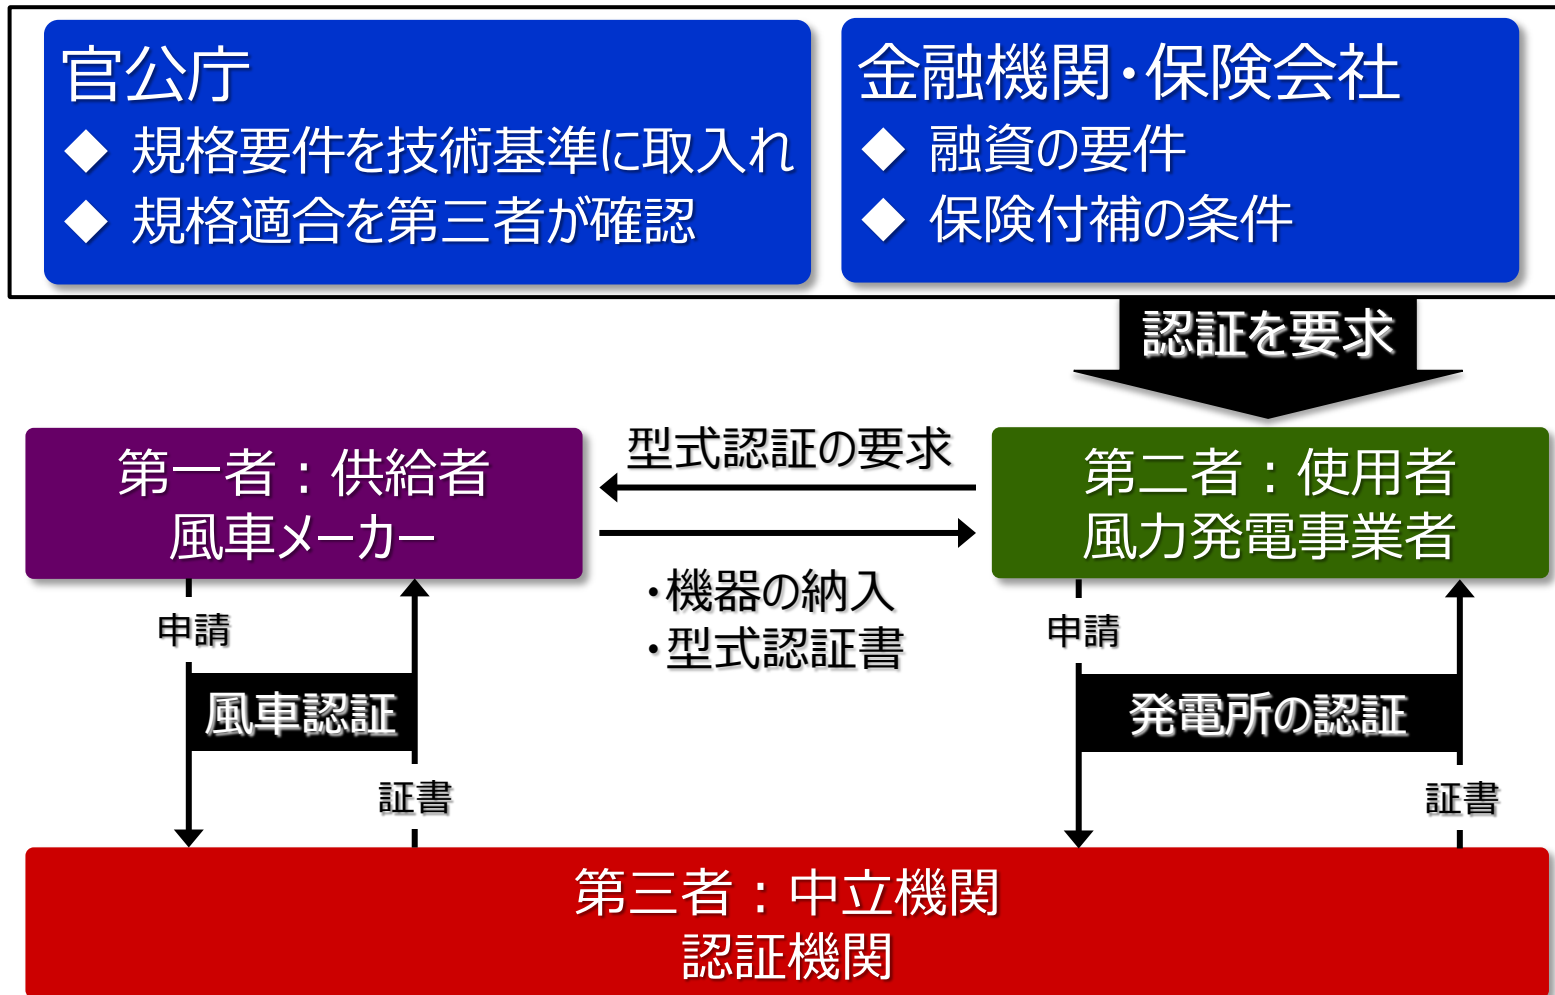 官公庁
◆ 規格要件を技術基準に取入れ
◆ 規格適合を第三者が確認
金融機関・保険会社
◆ 融資の要件
◆ 保険付補の条件
認証を要求
第一者：供給者
風車メーカー
型式認証の要求
・機器の納入
・型式認証書
第二者：使用者
風力発電事業者
申請
風車認証
証書
申請
発電所の認証
証書
第三者：中立機関
認証機関